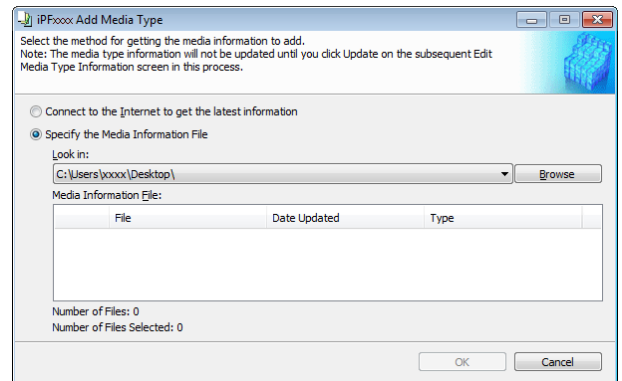 iPFxxxx Add Media Type
Select the method for getting the media information to add.
Note: The media type information will not be updated until you click Update on the subsequent Edit
Media Type Information screen in this process.
Connect to the Internet to get the latest information
Specify the Media Information File
Look in:
C:\Users\xxxx\Desktop\ Browse
Media Information File:
File Date Updated Type
Number of Files: 0
Number of Files Selected: 0
OK Cancel